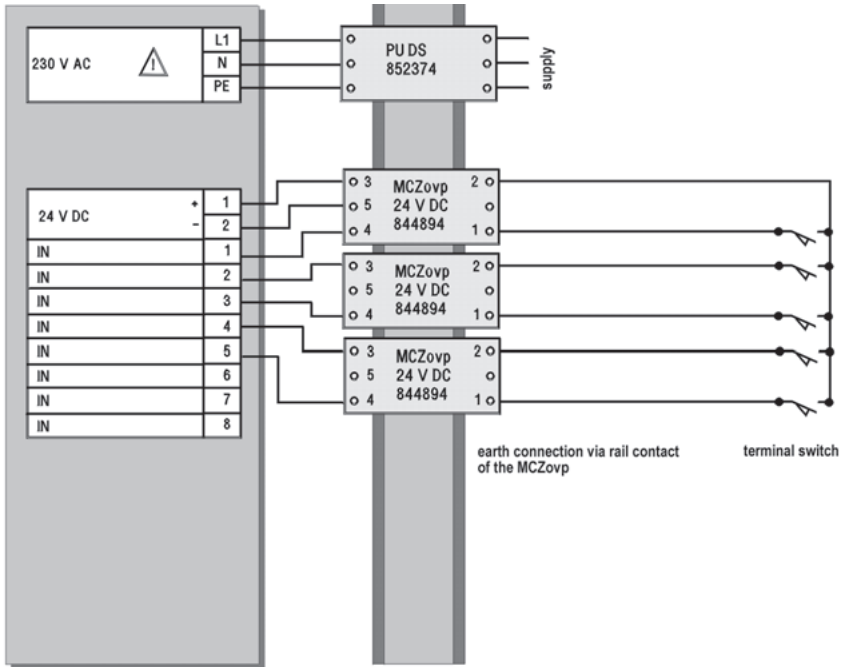 230 V AC
L1
N
PE
PU DS
852374
supply
24 V DC
+ 1
- 2
IN 1
IN 2
IN 3
IN 4
IN 5
IN 6
IN 7
IN 8
3 MCZovp 2
5 24 V DC
4 844894 1
3 MCZovp 2
5 24 V DC
4 844894 1
3 MCZovp 2
5 24 V DC
4 844894 1
earth connection via rail contact
of the MCZovp
terminal switch